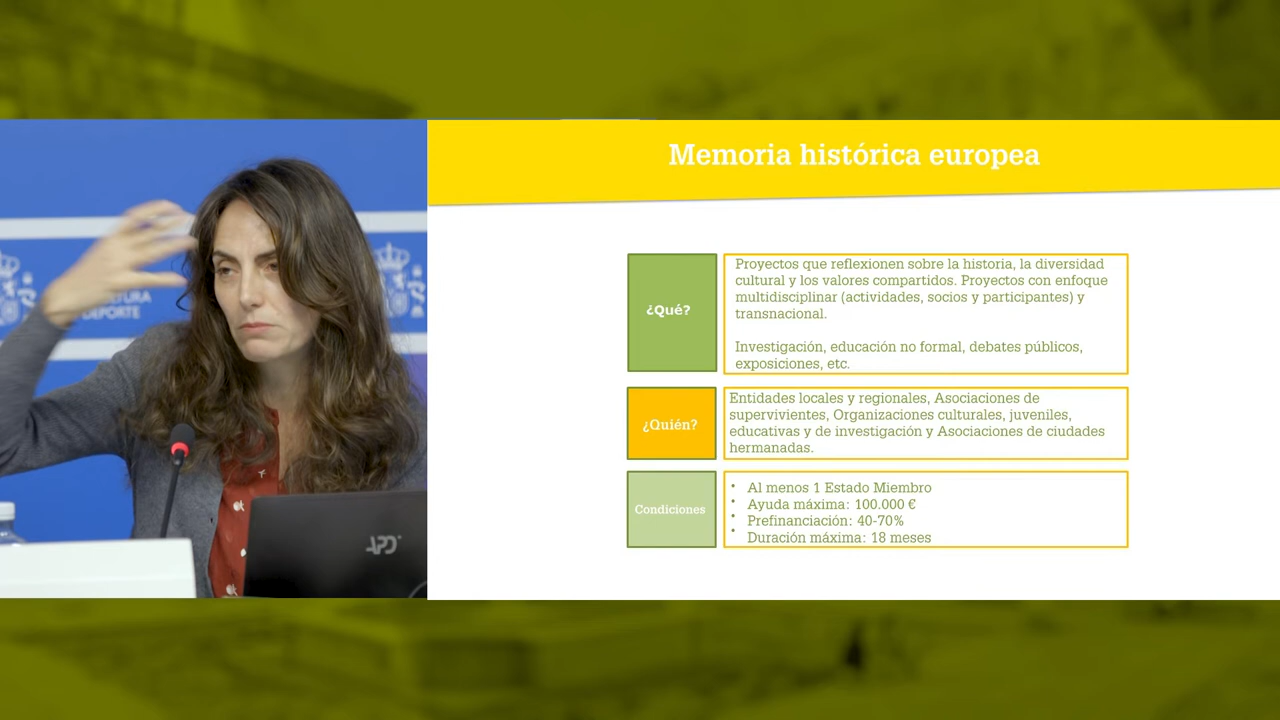 Memoria histórica europea
¿Qué?
Proyectos que reflexionen sobre la historia, la diversidad
cultural y los valores compartidos. Proyectos con enfoque
multidisciplinar (actividades, socios y participantes) y
transnacional.
Investigación, educación no formal, debates públicos,
exposiciones, etc.
¿Quién?
Entidades locales y regionales, Asociaciones de
supervivientes, Organizaciones culturales, juveniles,
educativas y de investigación y Asociaciones de ciudades
hermanadas.
Condiciones
• Al menos 1 Estado Miembro
• Ayuda máxima: 100.000 €
• Prefinanciación: 40-70%
• Duración máxima: 18 meses
DEPORTE
APD